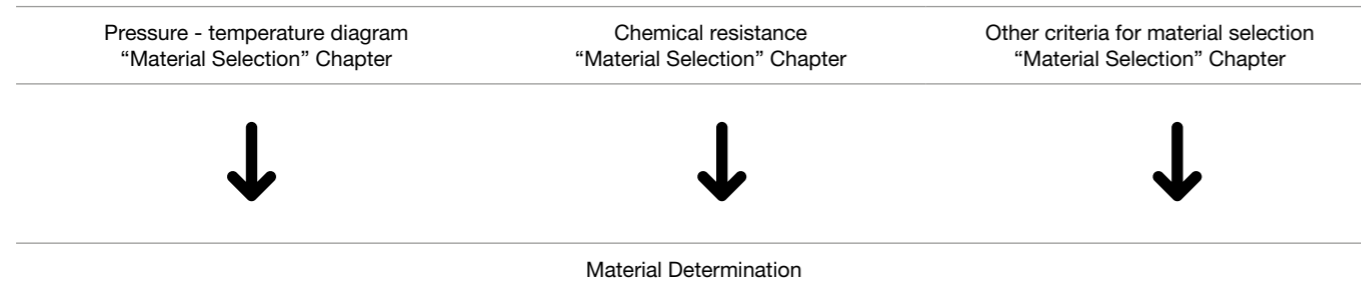 Pressure - temperature diagram
“Material Selection” Chapter
Chemical resistance
“Material Selection” Chapter
Other criteria for material selection
“Material Selection” Chapter
Material Determination